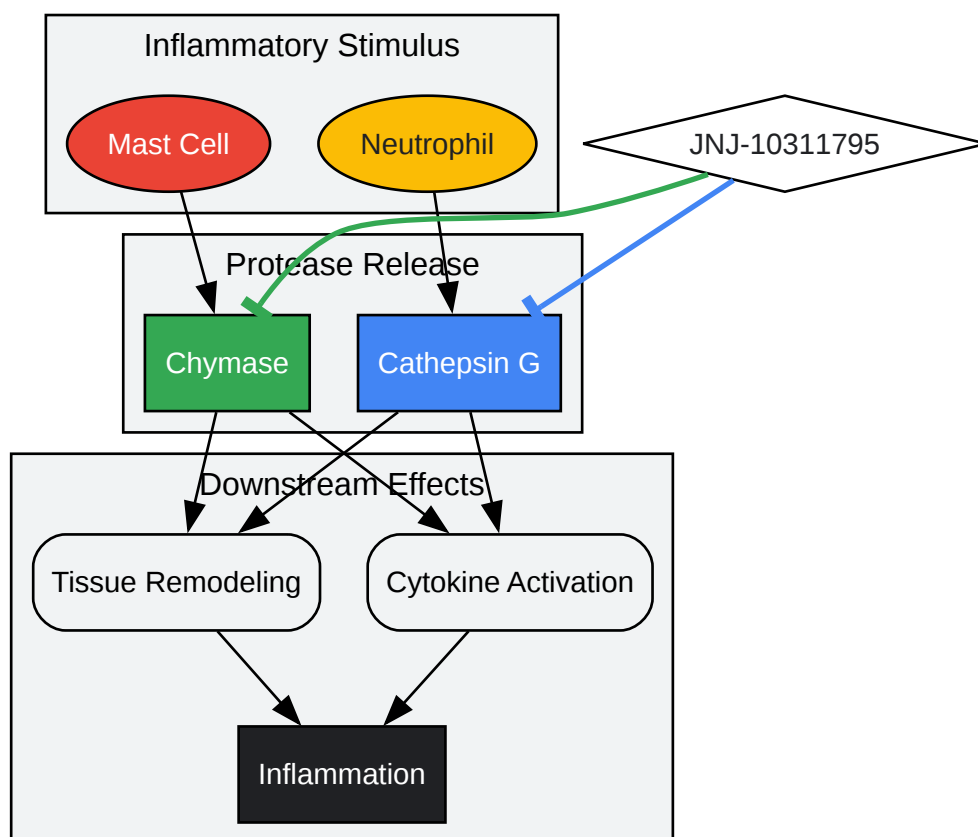 Inflammatory Stimulus
Mast Cell
Neutrophil
JNJ-10311795
Protease Release
Chymase
Cathepsin G
Downstream Effects
Tissue Remodeling
Cytokine Activation
Inflammation